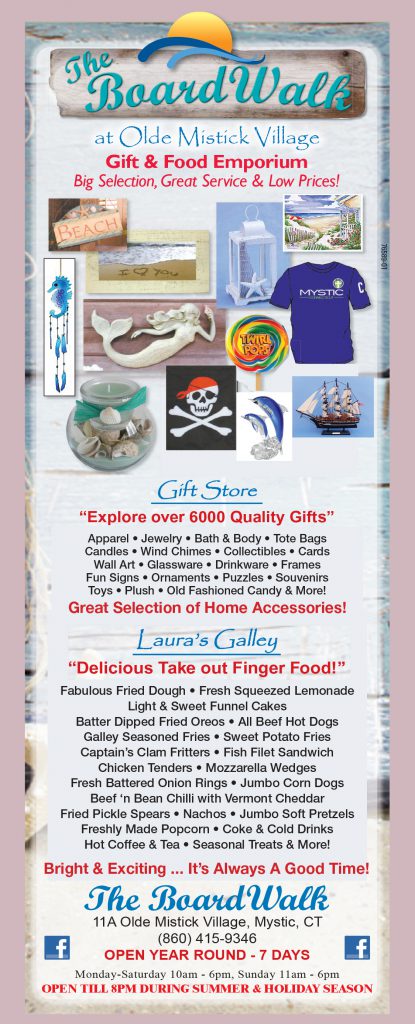 The
BoardWalk
at Olde Mistick Village
Gift & Food Emporium
Big Selection, Great Service & Low Prices!
BEACH
I ♡ YOU
76589-01
MYSTIC
CONNECTICUT
C
TWIRL
POPS
Gift Store
“Explore over 6000 Quality Gifts”
Apparel • Jewelry • Bath & Body • Tote Bags
Candles • Wind Chimes • Collectibles • Cards
Wall Art • Glassware • Drinkware • Frames
Fun Signs • Ornaments • Puzzles • Souvenirs
Toys • Plush • Old Fashioned Candy & More!
Great Selection of Home Accessories!
Laura's Galley
“Delicious Take out Finger Food!”
Fabulous Fried Dough • Fresh Squeezed Lemonade
Light & Sweet Funnel Cakes
Batter Dipped Fried Oreos • All Beef Hot Dogs
Galley Seasoned Fries • Sweet Potato Fries
Captain's Clam Fritters • Fish Filet Sandwich
Chicken Tenders • Mozzarella Wedges
Fresh Battered Onion Rings • Jumbo Corn Dogs
Beef ‘n Bean Chilli with Vermont Cheddar
Fried Pickle Spears • Nachos • Jumbo Soft Pretzels
Freshly Made Popcorn • Coke & Cold Drinks
Hot Coffee & Tea • Seasonal Treats & More!
Bright & Exciting ... It's Always A Good Time!
The BoardWalk
11A Olde Mistick Village, Mystic, CT
f (860) 415-9346 f
OPEN YEAR ROUND - 7 DAYS
Monday-Saturday 10am - 6pm, Sunday 11am - 6pm
OPEN TILL 8PM DURING SUMMER & HOLIDAY SEASON